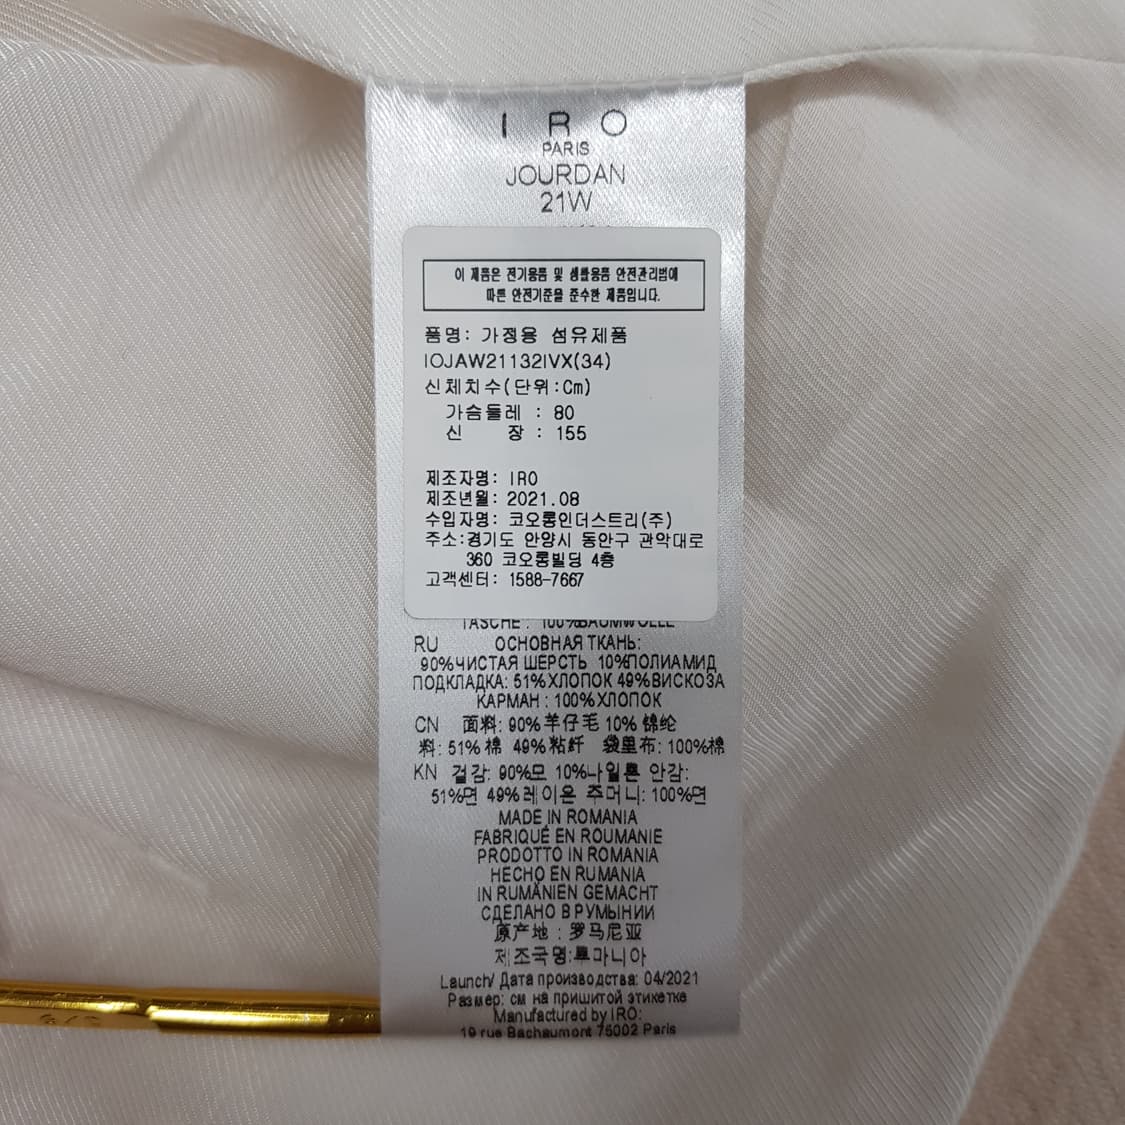 IRO
PARIS
JOURDAN
21W
이 제품은 전기용품 및 생활용품 안전관리법에
따른 안전기준을 준수한 제품입니다.
품명: 가정용 섬유제품
IOJAW21132IVX(34)
신체치수(단위:Cm)
가슴둘레 : 80
신 장 : 155
제조자명: IRO
제조년월: 2021.08
수입자명: 코오롱인더스트리(주)
주소:경기도 안양시 동안구 관악대로
360 코오롱빌딩 4층
고객센터: 1588-7667
TASCHE: 100%BAUMWOLLE
RU ОСНОВНАЯ ТКАНЬ:
90%ЧИСТАЯ ШЕРСТЬ 10%ПОЛИАМИД
ПОДКЛАДКА: 51%ХЛОПОК 49%ВИСКОЗА
КАРМАН : 100%ХЛОПОК
CN 面料: 90%羊仔毛 10% 锦纶
料: 51% 棉 49%粘纤 袋里布: 100%棉
KN 겉감: 90%모 10%나일론 안감:
51%면 49%레이온 주머니: 100%면
MADE IN ROMANIA
FABRIQUÉ EN ROUMANIE
PRODOTTO IN ROMANIA
HECHO EN RUMANIA
IN RUMÄNIEN GEMACHT
СДЕЛАНО В РУМЫНИИ
原产地 : 罗马尼亚
제조국명:루마니아
Launch/ Дата производства: 04/2021
Размер: см на пришитой этикетке
Manufactured by IRO:
19 rue Bachaumont 75002 Paris